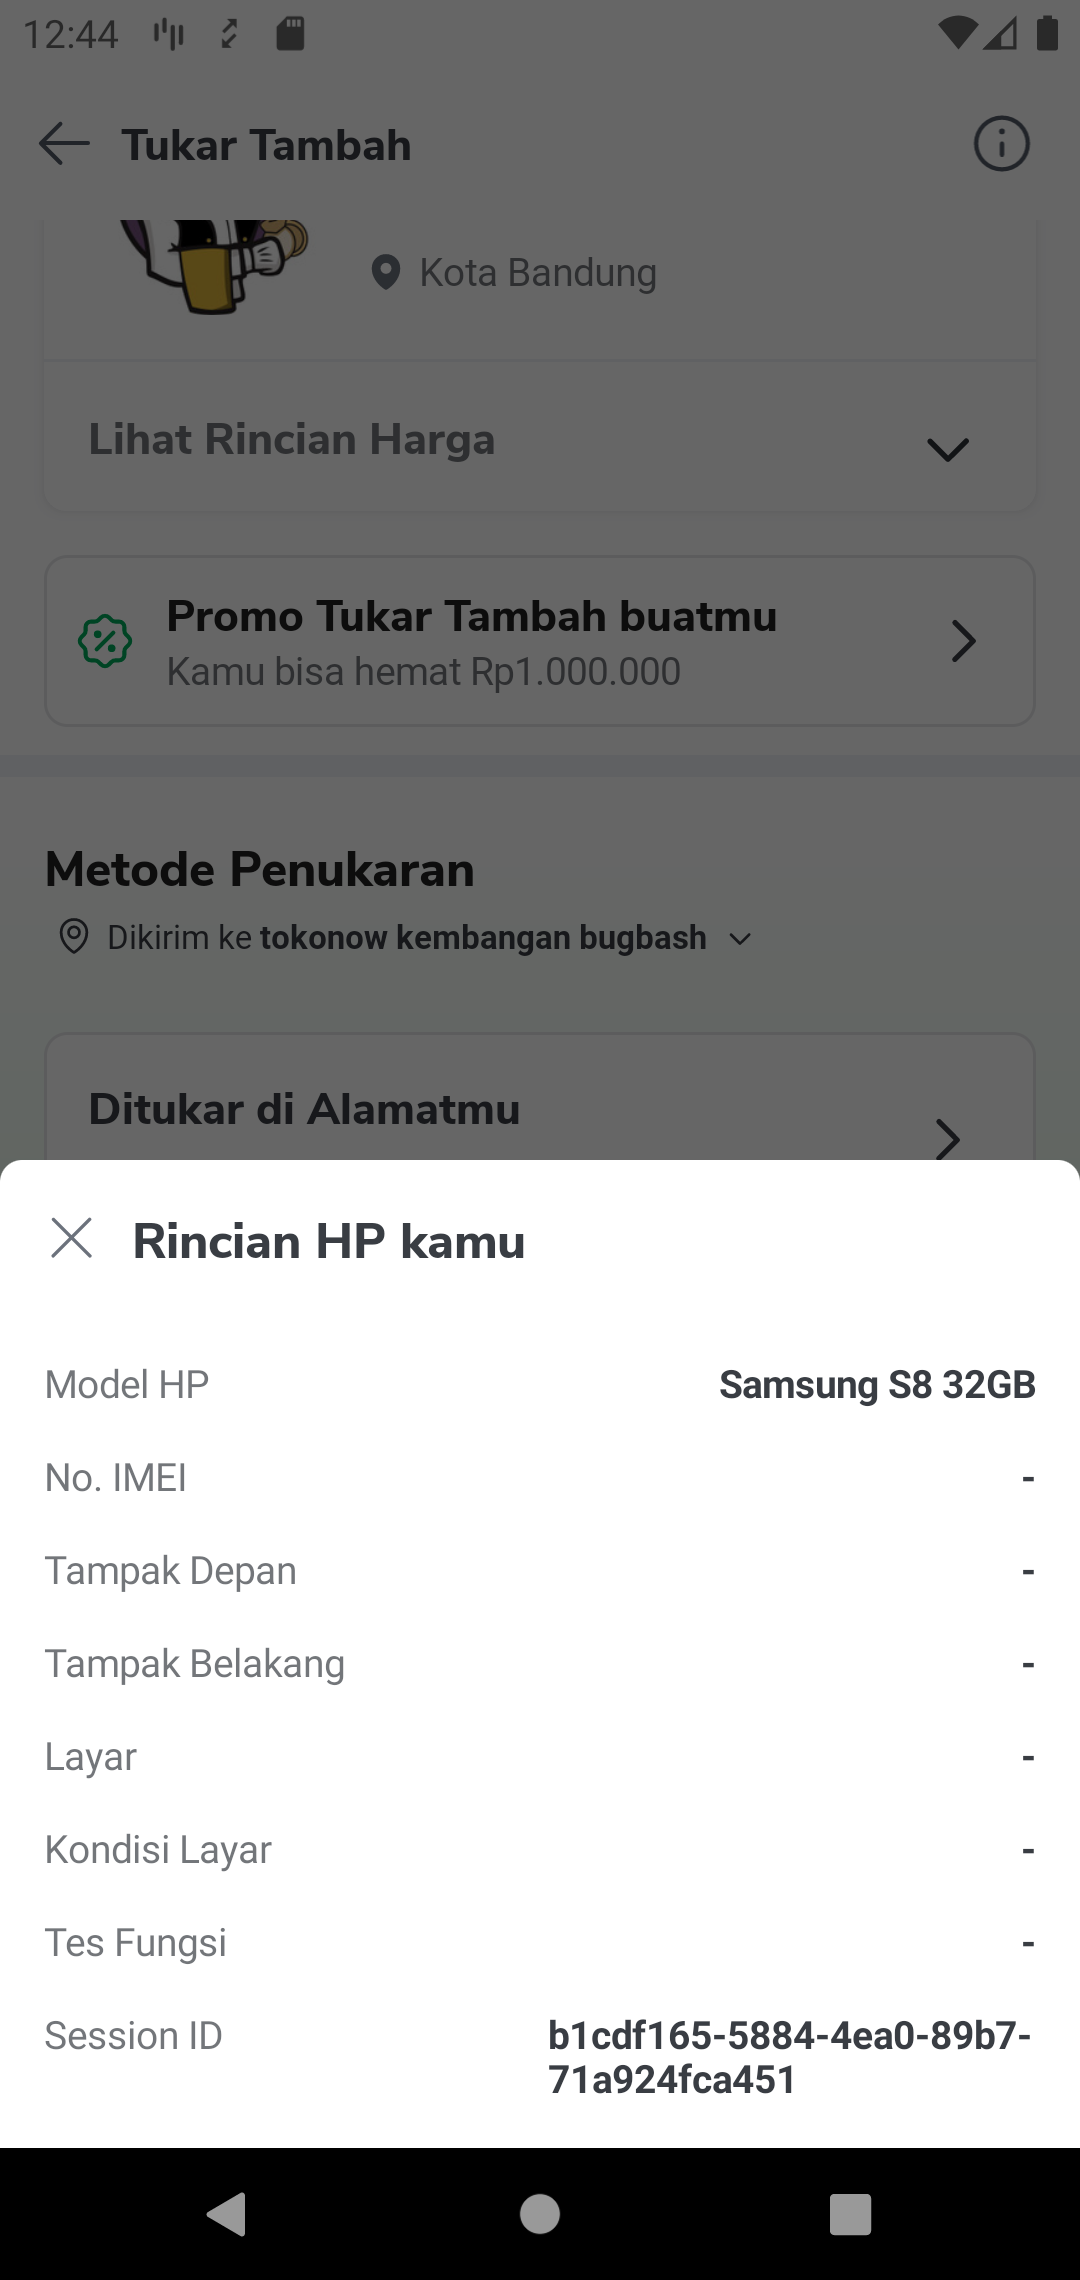 12:44
Tukar Tambah
Kota Bandung
Lihat Rincian Harga
Promo Tukar Tambah buatmu
Kamu bisa hemat Rp1.000.000
Metode Penukaran
Dikirim ke tokonow kembangan bugbash
Ditukar di Alamatmu
Rincian HP kamu
Model HP Samsung S8 32GB
No. IMEI -
Tampak Depan -
Tampak Belakang -
Layar -
Kondisi Layar -
Tes Fungsi -
Session ID b1cdf165-5884-4ea0-89b7-
71a924fca451